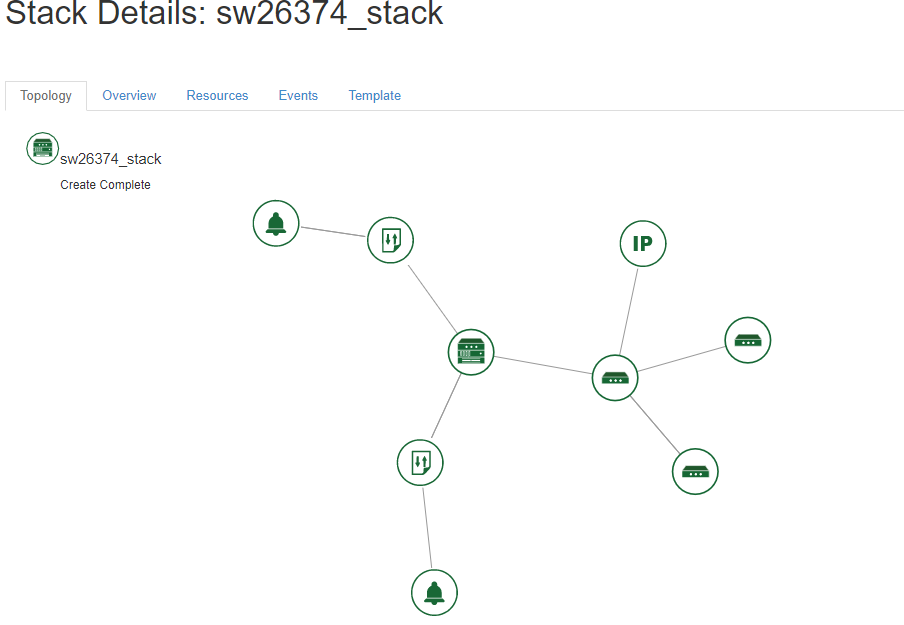 Stack Details: sw26374_stack
Topology Overview Resources Events Template
sw26374_stack
Create Complete
IP